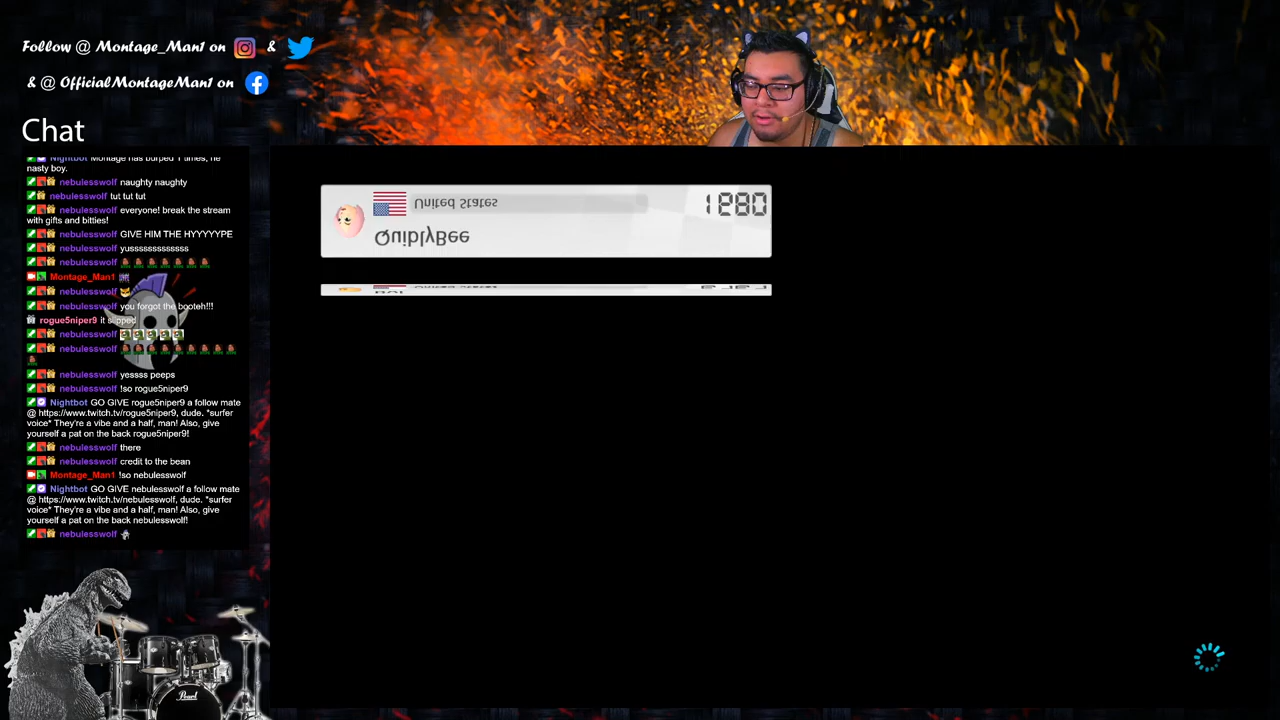 Follow @ Montage_Man1 on &
& @ OfficialMontageMan1 on
Chat
Nightbot Montage has burped 1 times, he
nasty boy.
nebulesswolf naughty naughty
nebulesswolf tut tut tut
nebulesswolf everyone! break the stream
with gifts and bitties!
nebulesswolf GIVE HIM THE HYYYYPE
nebulesswolf yusssssssssssss
nebulesswolf
Montage_Man1
nebulesswolf
nebulesswolf you forgot the booteh!!!
rogue5niper9 it slipped
nebulesswolf
nebulesswolf
nebulesswolf yessss peeps
nebulesswolf !so rogue5niper9
Nightbot GO GIVE rogue5niper9 a follow mate
@ https://www.twitch.tv/rogue5niper9, dude. *surfer
voice* They're a vibe and a half, man! Also, give
yourself a pat on the back rogue5niper9!
nebulesswolf there
nebulesswolf credit to the bean
Montage_Man1 !so nebulesswolf
Nightbot GO GIVE nebulesswolf a follow mate
@ https://www.twitch.tv/nebulesswolf, dude. *surfer
voice* They're a vibe and a half, man! Also, give
yourself a pat on the back nebulesswolf!
nebulesswolf
United States 1680
QuiblyBee
Pearl